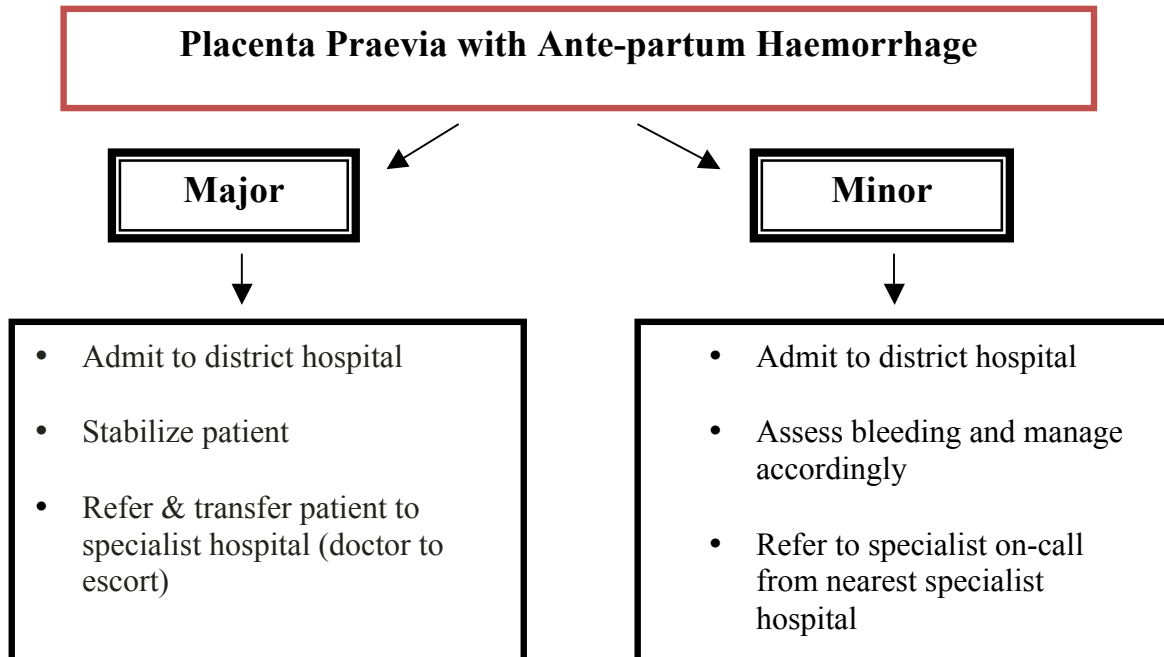 Placenta Praevia with Ante-partum Haemorrhage
Major
Minor
• Admit to district hospital
• Stabilize patient
• Refer & transfer patient to
specialist hospital (doctor to
escort)
• Admit to district hospital
• Assess bleeding and manage
accordingly
• Refer to specialist on-call
from nearest specialist
hospital